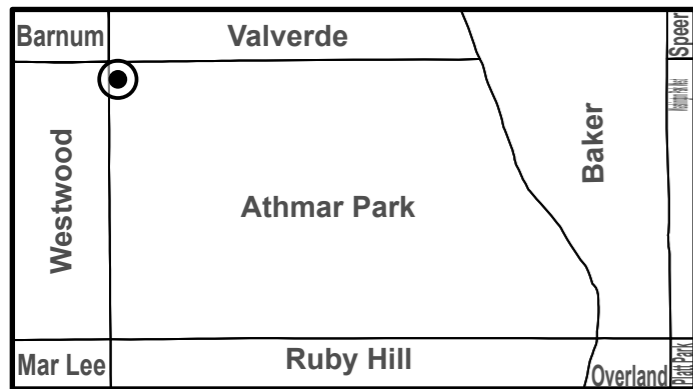 Barnum
Valverde
Speer
Baker
Westwood
Athmar Park
Mar Lee
Ruby Hill
Overland
Platt Park